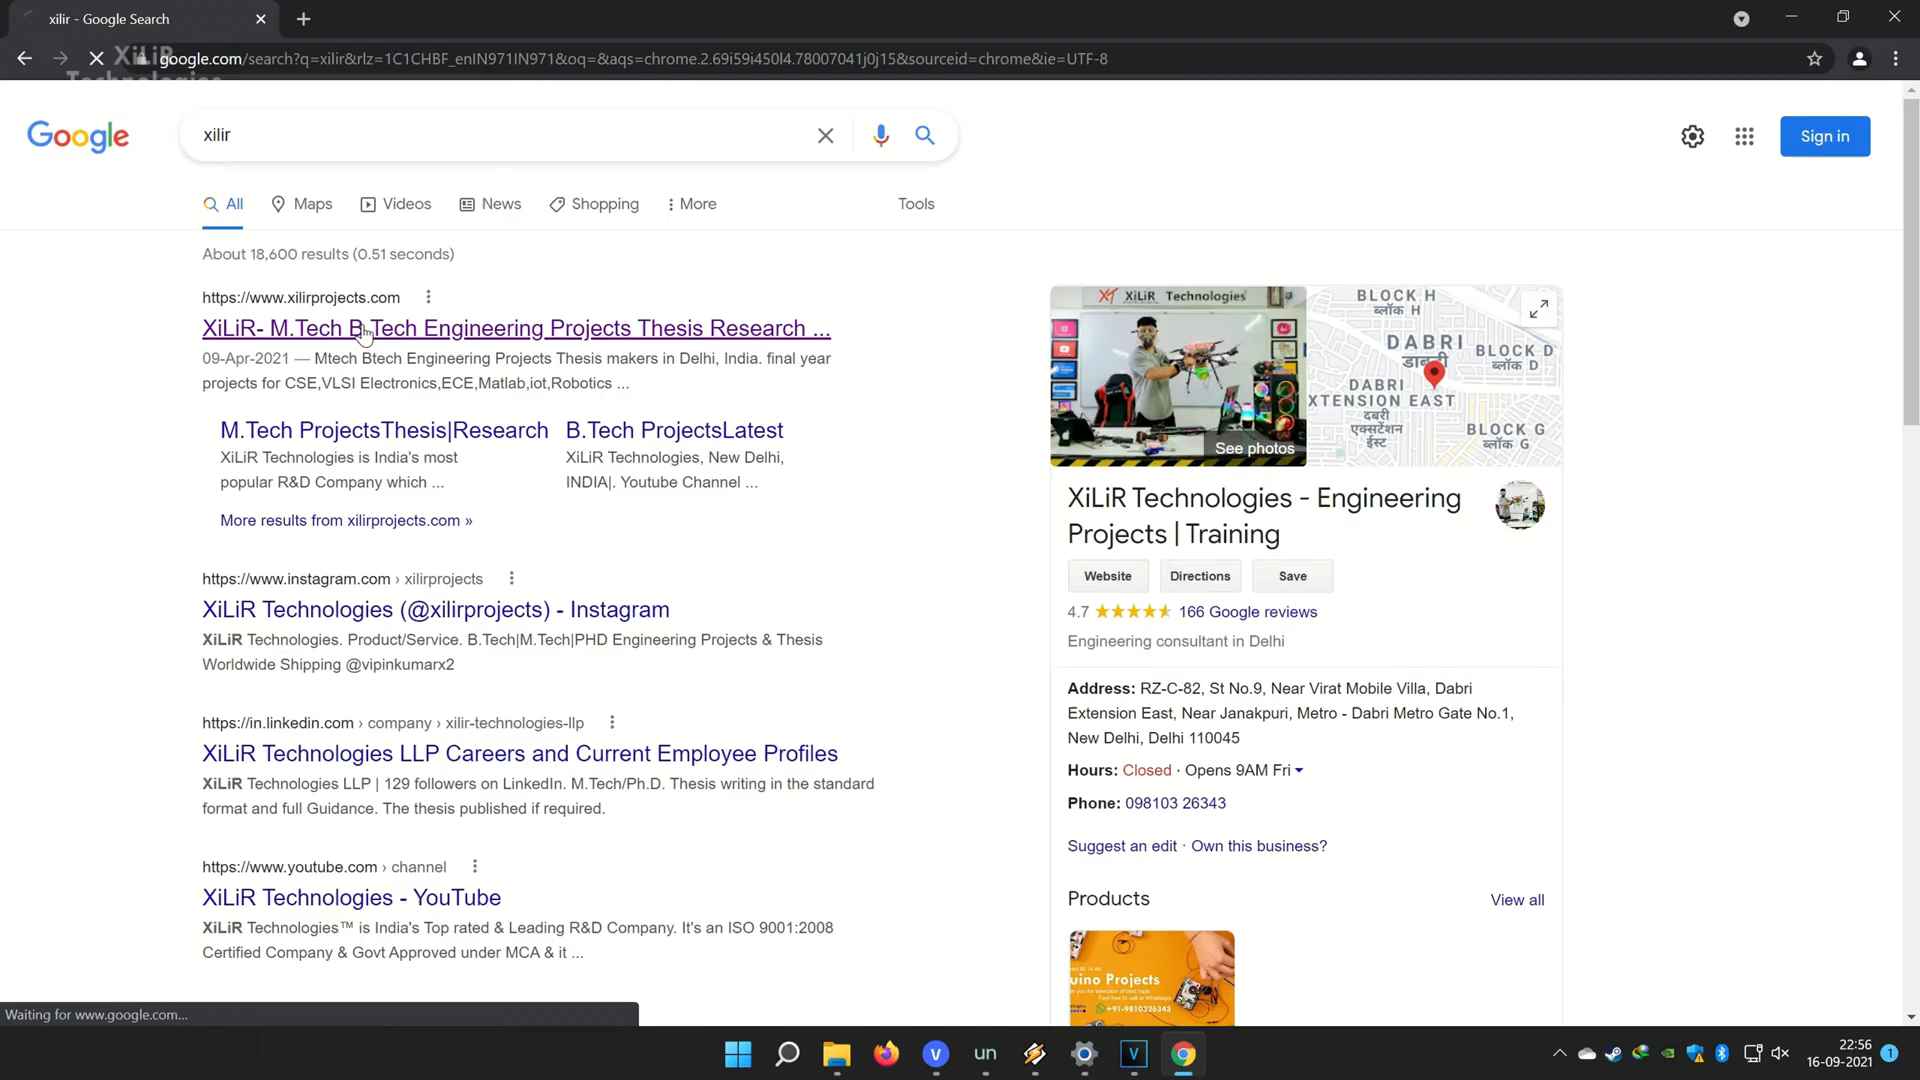 xilir - Google Search
XiLiR
Technologies
google.com/search?q=xilir&rlz=1C1CHBF_enIN971IN971&oq=&aqs=chrome.2.69i59i450l4.78007041j0j15&sourceid=chrome&ie=UTF-8
Google
xilir
Sign in
All
Maps
Videos
News
Shopping
More
Tools
About 18,600 results (0.51 seconds)
https://www.xilirprojects.com
XiLiR- M.Tech B.Tech Engineering Projects Thesis Research ...
09-Apr-2021 — Mtech Btech Engineering Projects Thesis makers in Delhi, India. final year
projects for CSE,VLSI Electronics,ECE,Matlab,iot,Robotics ...
M.Tech ProjectsThesis|Research
XiLiR Technologies is India's most
popular R&D Company which ...
B.Tech ProjectsLatest
XiLiR Technologies, New Delhi,
INDIA|. Youtube Channel ...
More results from xilirprojects.com »
https://www.instagram.com › xilirprojects
XiLiR Technologies (@xilirprojects) - Instagram
XiLiR Technologies. Product/Service. B.Tech|M.Tech|PHD Engineering Projects & Thesis
Worldwide Shipping @vipinkumarx2
https://in.linkedin.com › company › xilir-technologies-llp
XiLiR Technologies LLP Careers and Current Employee Profiles
XiLiR Technologies LLP | 129 followers on LinkedIn. M.Tech/Ph.D. Thesis writing in the standard
format and full Guidance. The thesis published if required.
https://www.youtube.com › channel
XiLiR Technologies - YouTube
XiLiR Technologies™ is India's Top rated & Leading R&D Company. It's an ISO 9001:2008
Certified Company & Govt Approved under MCA & it ...
XT XiLiR Technologies
See photos
BLOCK H
ब्लॉक H
DABRI
डाबड़ी
BLOCK D
ब्लॉक D
DABRI
XTENSION EAST
दबरी
एक्सटेंशन
ईस्ट
BLOCK G
ब्लॉक G
XiLiR Technologies - Engineering
Projects | Training
Website
Directions
Save
4.7
166 Google reviews
Engineering consultant in Delhi
Address: RZ-C-82, St No.9, Near Virat Mobile Villa, Dabri
Extension East, Near Janakpuri, Metro - Dabri Metro Gate No.1,
New Delhi, Delhi 110045
Hours: Closed · Opens 9AM Fri
Phone: 098103 26343
Suggest an edit · Own this business?
Products
View all
uino Projects
+91-9810326343
Waiting for www.google.com...
V
un
V
22:56
16-09-2021
1